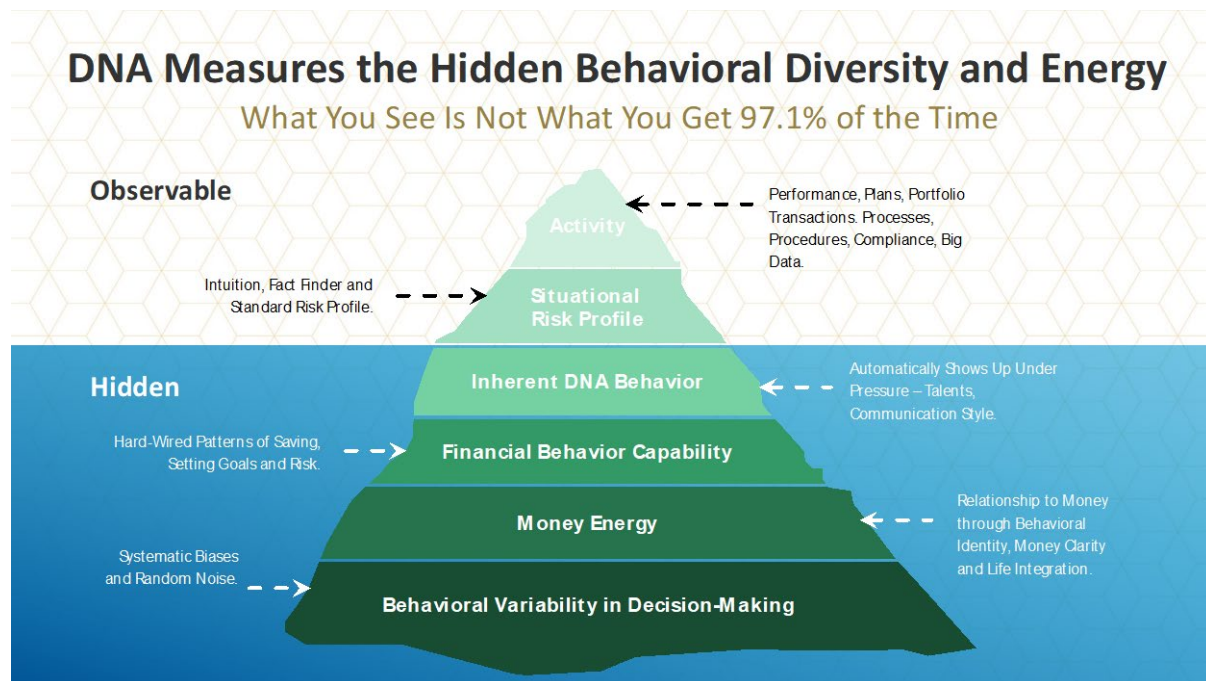 DNA Measures the Hidden Behavioral Diversity and Energy
What You See Is Not What You Get 97.1% of the Time
Observable
Performance, Plans, Portfolio
Transactions. Processes,
Procedures, Compliance, Big
Data.
Activity
Intuition, Fact Finder and
Standard Risk Profile.
Situational
Risk Profile
Hidden
Inherent DNA Behavior
Automatically Shows Up Under
Pressure – Talents,
Communication Style.
Hard-Wired Patterns of Saving,
Setting Goals and Risk.
Financial Behavior Capability
Money Energy
Relationship to Money
through Behavioral
Identity, Money Clarity
and Life Integration.
Systematic Biases
and Random Noise.
Behavioral Variability in Decision-Making